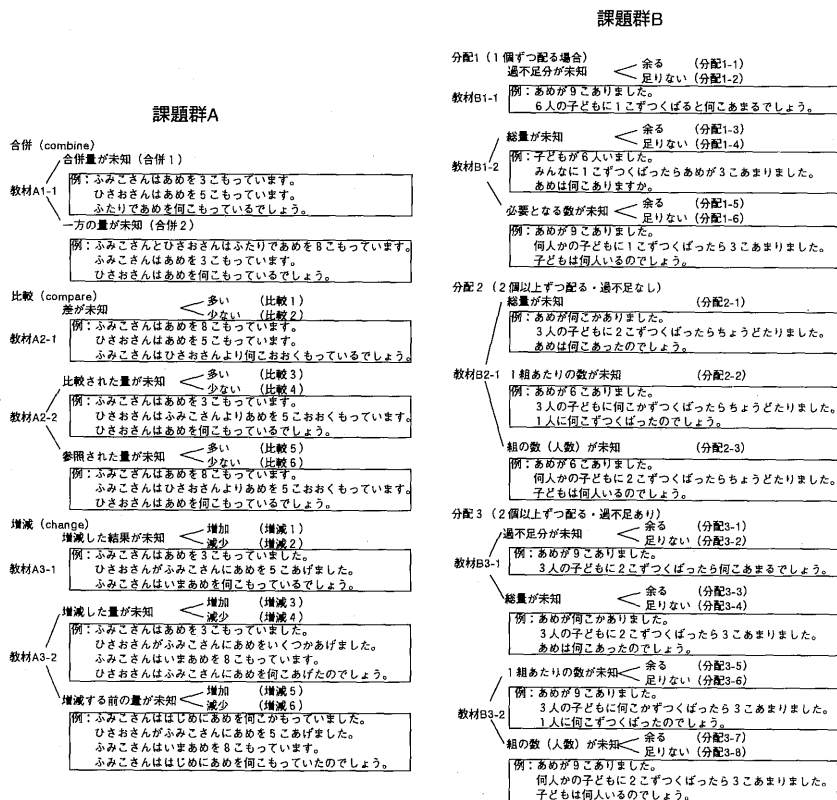 課題群A
合併 (combine)
合併量が未知 (合併1)
教材A1-1
例：ふみこさんはあめを3こもっています。
ひさおさんはあめを5こもっています。
ふたりであめを何こもっているでしょう。
一方の量が未知 (合併2)
例：ふみこさんとひさおさんはふたりであめを8こもっています。
ふみこさんはあめを3こもっています。
ひさおさんはあめを何こもっているでしょう。
比較 (compare)
差が未知
多い (比較1)
少ない (比較2)
教材A2-1
例：ふみこさんはあめを8こもっています。
ひさおさんはあめを5こもっています。
ふみこさんはひさおさんより何こおおくもっているでしょう。
比較された量が未知
多い (比較3)
少ない (比較4)
教材A2-2
例：ふみこさんはあめを3こもっています。
ひさおさんはふみこさんよりあめを5こおおくもっています。
ひさおさんはあめを何こもっているでしょう。
参照された量が未知
多い (比較5)
少ない (比較6)
例：ふみこさんはあめを8こもっています。
ふみこさんはひさおさんよりあめを5こおおくもっています。
ひさおさんはあめを何こもっているでしょう。
増減 (change)
増減した結果が未知
増加 (増減1)
減少 (増減2)
教材A3-1
例：ふみこさんはあめを3こもっていました。
ひさおさんがふみこさんにあめを5こあげました。
ふみこさんはいまあめを何こもっているでしょう。
増減した量が未知
増加 (増減3)
減少 (増減4)
教材A3-2
例：ふみこさんはあめを3こもっていました。
ひさおさんがふみこさんにあめをいくつかあげました。
ふみこさんはいまあめを8こもっています。
ひさおさんはふみこさんにあめを何こあげたのでしょう。
増減する前の量が未知
増加 (増減5)
減少 (増減6)
例：ふみこさんははじめにあめを何こかもっていました。
ひさおさんがふみこさんにあめを5こあげました。
ふみこさんはいまあめを8こもっています。
ふみこさんははじめにあめを何こもっていたのでしょう。
課題群B
分配1 (1個ずつ配る場合)
過不足分が未知
余る (分配1-1)
足りない (分配1-2)
教材B1-1
例：あめが9こありました。
6人の子どもに1こずつくばると何こあまるでしょう。
総量が未知
余る (分配1-3)
足りない (分配1-4)
教材B1-2
例：子どもが6人いました。
みんなに1こずつくばったらあめが3こあまりました。
あめは何こありますか。
必要となる数が未知
余る (分配1-5)
足りない (分配1-6)
例：あめが9こありました。
何人かの子どもに1こずつくばったら3こあまりました。
子どもは何人いるのでしょう。
分配2 (2個以上ずつ配る・過不足なし)
総量が未知 (分配2-1)
例：あめが何こかありました。
3人の子どもに2こずつくばったらちょうどたりました。
あめは何こあったのでしょう。
教材B2-1
1組あたりの数が未知 (分配2-2)
例：あめが6こありました。
3人の子どもに何こかずつくばったらちょうどたりました。
1人に何こずつくばったのでしょう。
組の数 (人数) が未知 (分配2-3)
例：あめが6こありました。
何人かの子どもに2こずつくばったらちょうどたりました。
子どもは何人いるのでしょう。
分配3 (2個以上ずつ配る・過不足あり)
過不足分が未知
余る (分配3-1)
足りない (分配3-2)
教材B3-1
例：あめが9こありました。
3人の子どもに2こずつくばったら何こあまるでしょう。
総量が未知
余る (分配3-3)
足りない (分配3-4)
例：あめが何こかありました。
3人の子どもに2こずつくばったら3こあまりました。
あめは何こあったのでしょう。
1組あたりの数が未知
余る (分配3-5)
足りない (分配3-6)
教材B3-2
例：あめが9こありました。
3人の子どもに何こかずつくばったら3こあまりました。
1人に何こずつくばったのでしょう。
組の数 (人数) が未知
余る (分配3-7)
足りない (分配3-8)
例：あめが9こありました。
何人かの子どもに2こずつくばったら3こあまりました。
子どもは何人いるのでしょう。